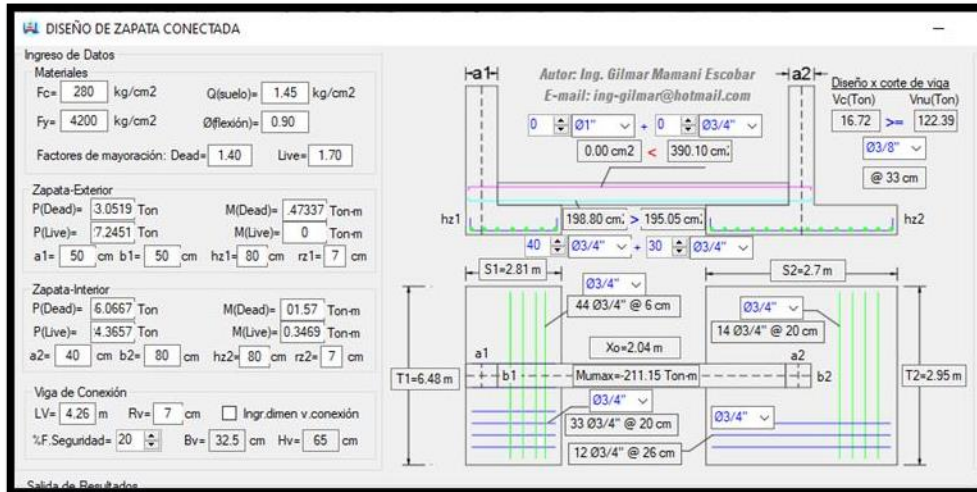 DISEÑO DE ZAPATA CONECTADA
Ingreso de Datos
Materiales
Fc= 280 kg/cm2 Q(suelo)= 1.45 kg/cm2
Fy= 4200 kg/cm2 Ø(flexión)= 0.90
Factores de mayoración: Dead= 1.40 Live= 1.70
Zapata-Exterior
P(Dead)= 3.0519 Ton M(Dead)= .47337 Ton-m
P(Live)= 7.2451 Ton M(Live)= 0 Ton-m
a1= 50 cm b1= 50 cm hz1= 80 cm rz1= 7 cm
Zapata-Interior
P(Dead)= 6.0667 Ton M(Dead)= 01.57 Ton-m
P(Live)= 4.3657 Ton M(Live)= 0.3469 Ton-m
a2= 40 cm b2= 80 cm hz2= 80 cm rz2= 7 cm
Viga de Conexión
LV= 4.26 m Rv= 7 cm Ingr.dimen v.conexión
%F.Seguridad= 20 Bv= 32.5 cm Hv= 65 cm
Salida de Resultados
a1 Autor: Ing. Gilmar Mamani Escobar a2
E-mail: ing-gilmar@hotmail.com
Diseño x corte de viga
Vc(Ton) Vnu(Ton)
16.72 >= 122.39
Ø3/8"
@ 33 cm
0 Ø1" + 0 Ø3/4"
0.00 cm2 < 390.10 cm2
hz1 198.80 cm2 > 195.05 cm2 hz2
40 Ø3/4" + 30 Ø3/4"
S1=2.81 m S2=2.7 m
Ø3/4"
44 Ø3/4" @ 6 cm
Ø3/4"
14 Ø3/4" @ 20 cm
Xo=2.04 m
a1 a2
T1=6.48 m b1 Mumax=-211.15 Ton-m b2 T2=2.95 m
Ø3/4"
33 Ø3/4" @ 20 cm
Ø3/4"
12 Ø3/4" @ 26 cm